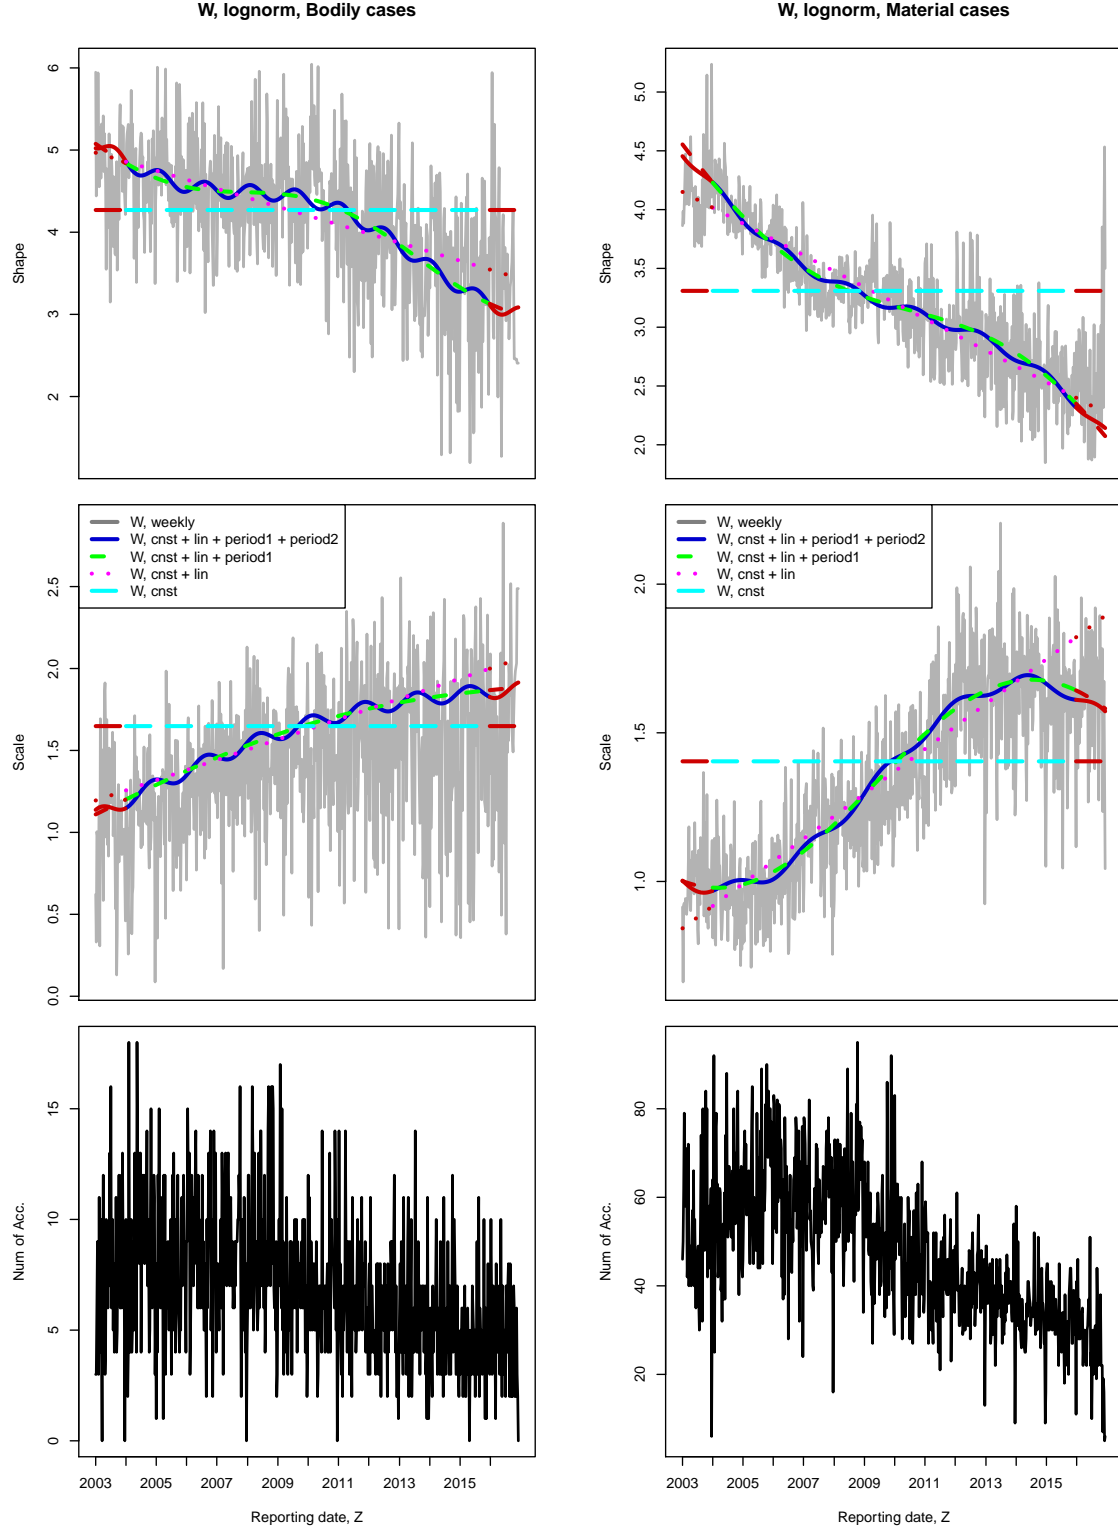 W, lognorm, Bodily cases
W, lognorm, Material cases
6
5
4
3
2
Shape
5.0
4.5
4.0
3.5
3.0
2.5
2.0
Shape
W, weekly
W, cnst + lin + period1 + period2
W, cnst + lin + period1
W, cnst + lin
W, cnst
2.5
2.0
1.5
1.0
0.5
0.0
Scale
W, weekly
W, cnst + lin + period1 + period2
W, cnst + lin + period1
W, cnst + lin
W, cnst
2.0
1.5
1.0
Scale
15
10
5
0
Num of Acc.
2003 2005 2007 2009 2011 2013 2015
Reporting date, Z
80
60
40
20
Num of Acc.
2003 2005 2007 2009 2011 2013 2015
Reporting date, Z